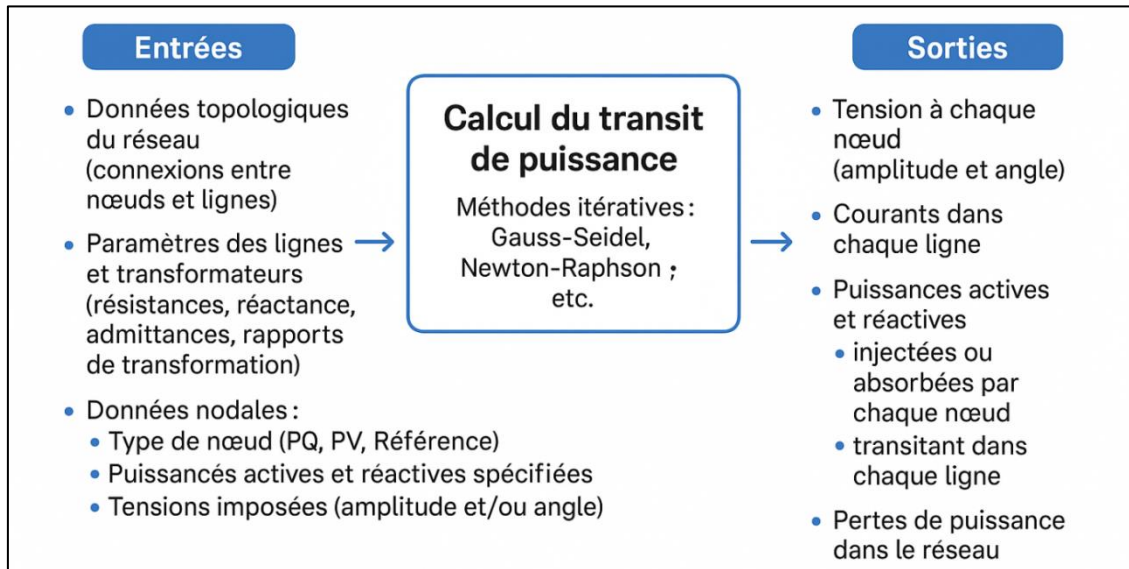 Entrées
• Données topologiques
du réseau
(connexions entre
nœuds et lignes)
• Paramètres des lignes
et transformateurs
(résistances, réactance,
admittances, rapports
de transformation)
• Données nodales :
• Type de nœud (PQ, PV, Référence)
• Puissancés actives et réactives spécifiées
• Tensions imposées (amplitude et/ou angle)
Calcul du transit
de puissance
Méthodes itératives :
Gauss-Seidel,
Newton-Raphson ;
etc.
Sorties
• Tension à chaque
nœud
(amplitude et angle)
• Courants dans
chaque ligne
• Puissances actives
et réactives
• injectées ou
absorbées par
chaque nœud
• transitant dans
chaque ligne
• Pertes de puissance
dans le réseau